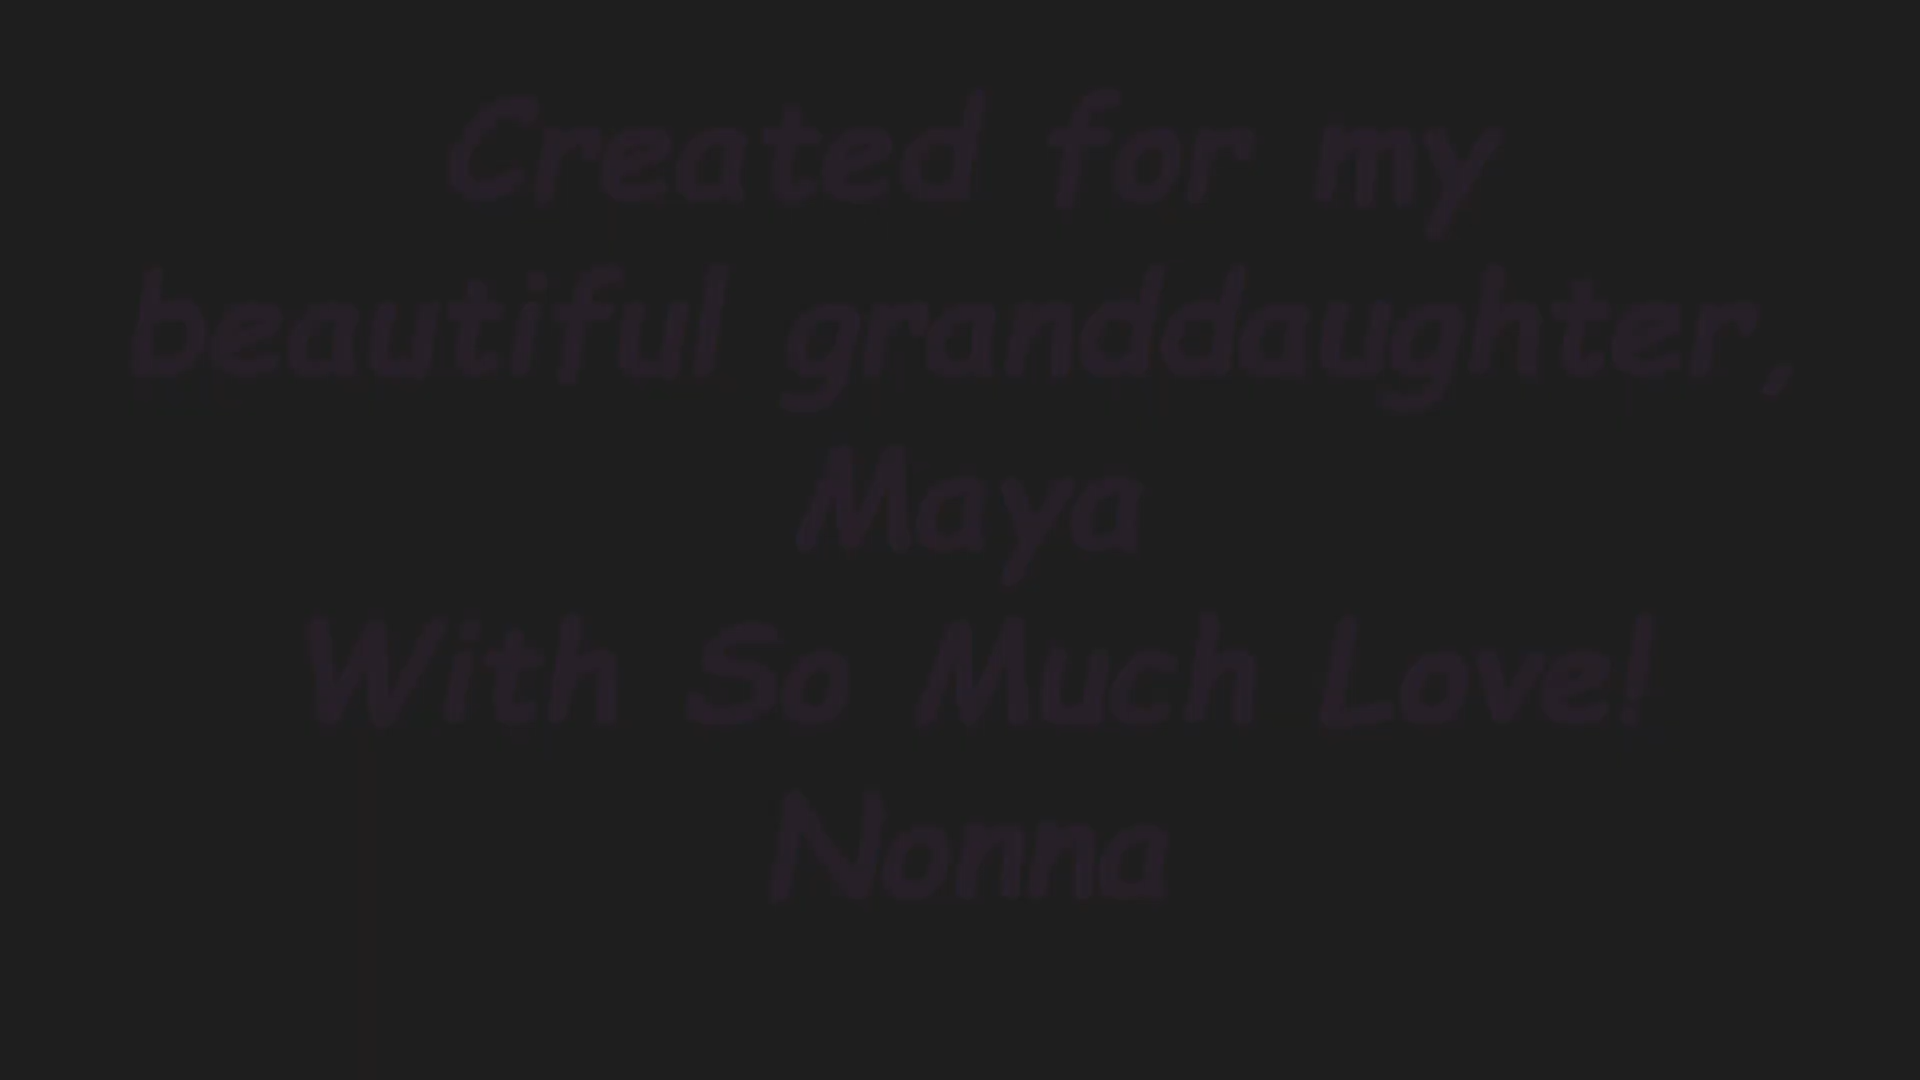 Created for my
beautiful granddaughter,
Maya
With So Much Love!
Nonna